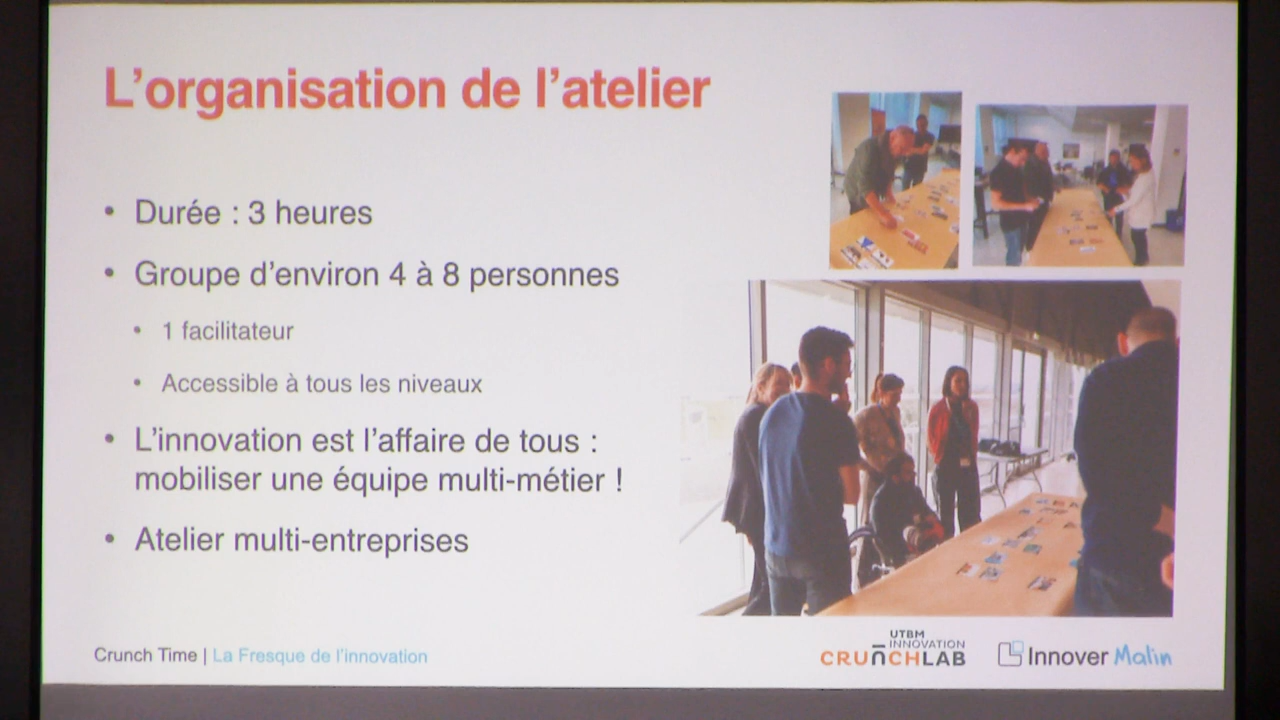 L’organisation de l’atelier
• Durée : 3 heures
• Groupe d’environ 4 à 8 personnes
• 1 facilitateur
• Accessible à tous les niveaux
• L’innovation est l’affaire de tous :
mobiliser une équipe multi-métier !
• Atelier multi-entreprises
Crunch Time | La Fresque de l’innovation
UTBM
INNOVATION
CRUNCHLAB
Innover Malin